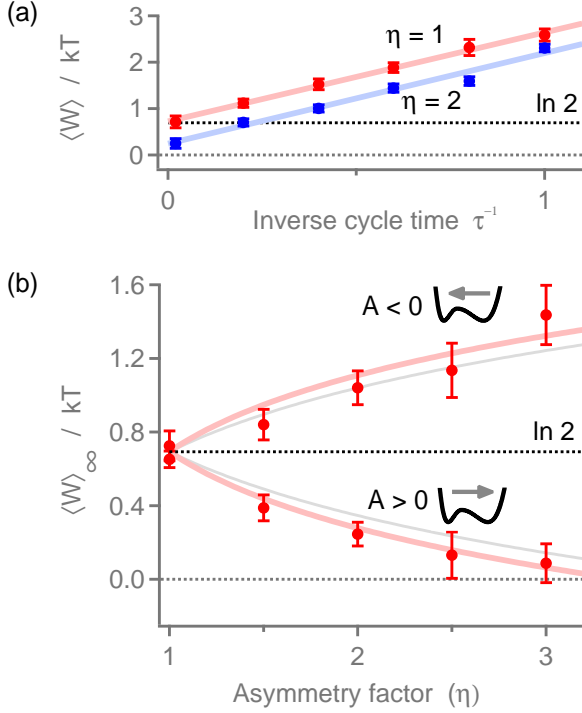 (a)
⟨W⟩ / kT
3
2
1
0
η = 1
η = 2
ln 2
0
1
Inverse cycle time τ⁻¹
(b)
⟨W⟩∞ / kT
1.6
1.2
0.8
0.4
0.0
A < 0
ln 2
A > 0
1
2
3
Asymmetry factor (η)